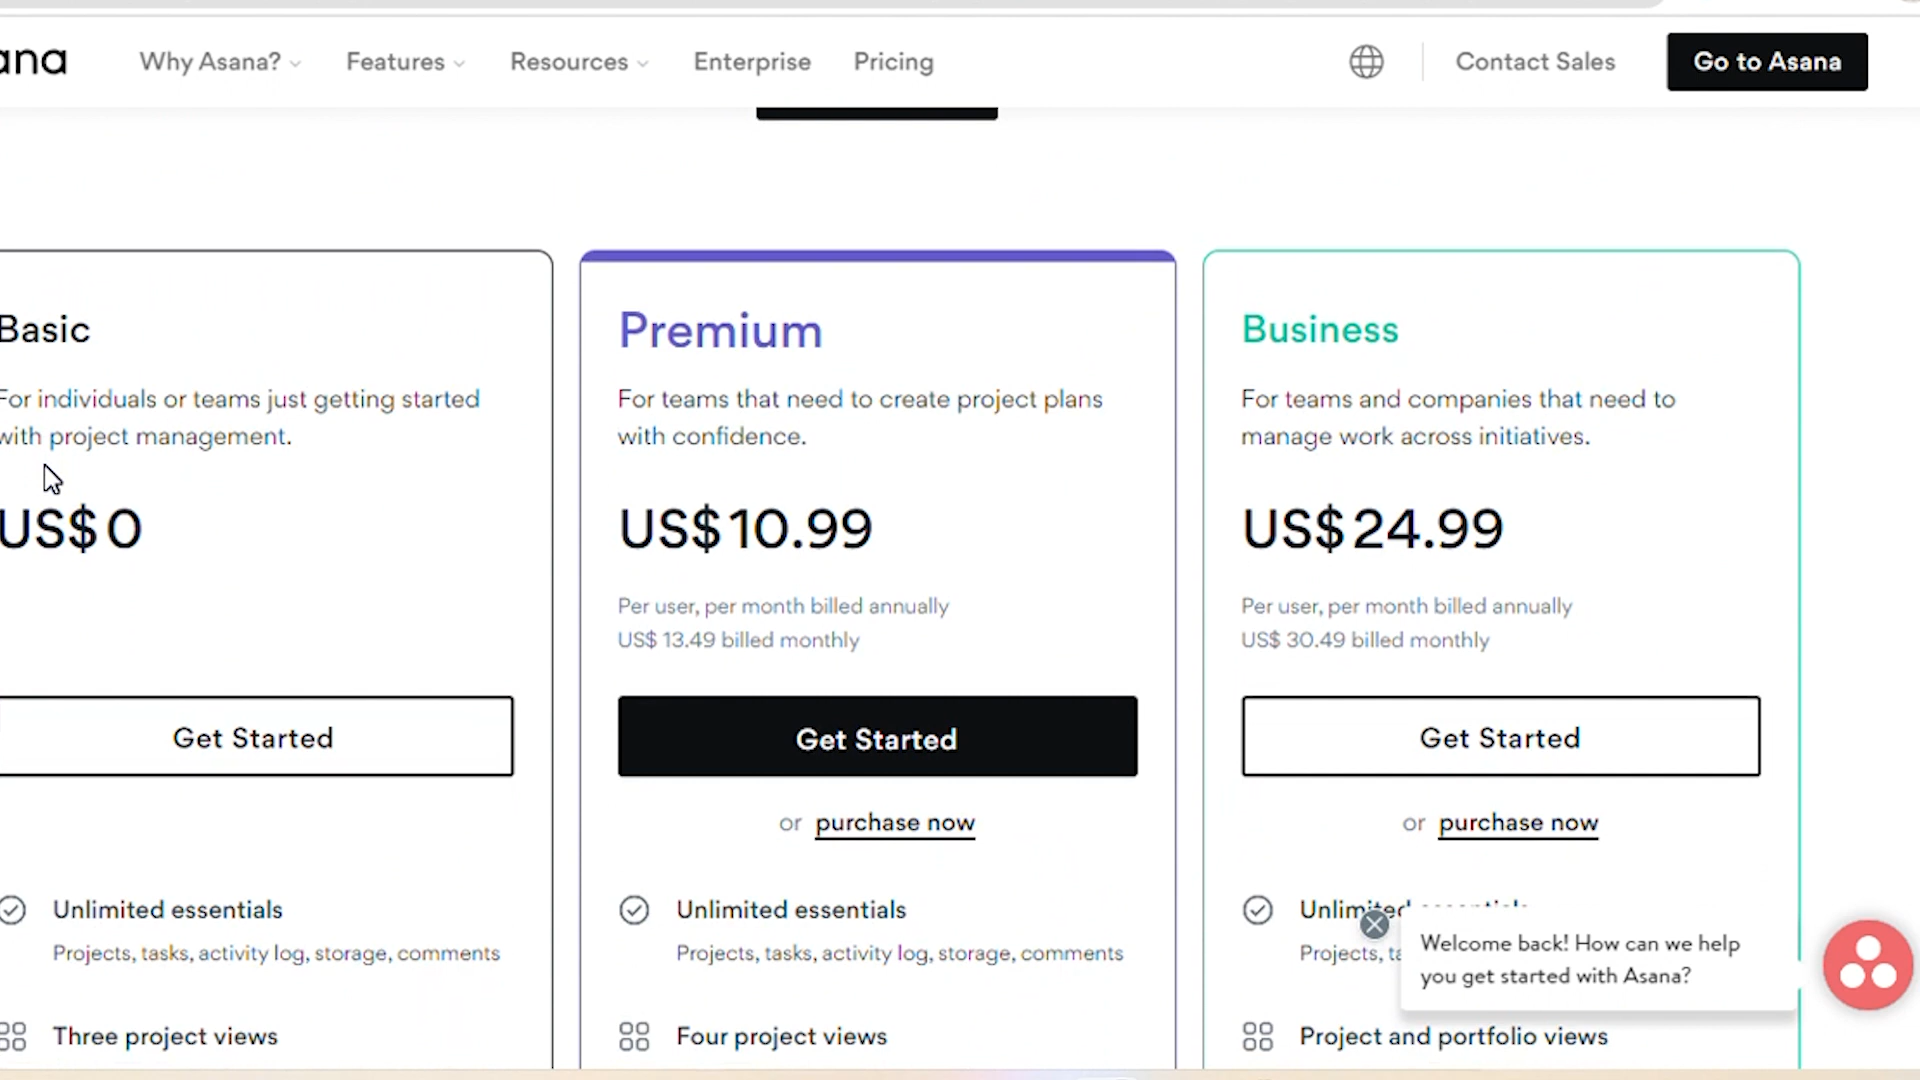 ana Why Asana? Features Resources Enterprise Pricing Contact Sales Go to Asana
Basic
For individuals or teams just getting started
with project management.
US$0
Get Started
Unlimited essentials
Projects, tasks, activity log, storage, comments
Three project views
Premium
For teams that need to create project plans
with confidence.
US$10.99
Per user, per month billed annually
US$ 13.49 billed monthly
Get Started
or purchase now
Unlimited essentials
Projects, tasks, activity log, storage, comments
Four project views
Business
For teams and companies that need to
manage work across initiatives.
US$24.99
Per user, per month billed annually
US$ 30.49 billed monthly
Get Started
or purchase now
Unlimited essentials
Projects, ta
Project and portfolio views
Welcome back! How can we help
you get started with Asana?